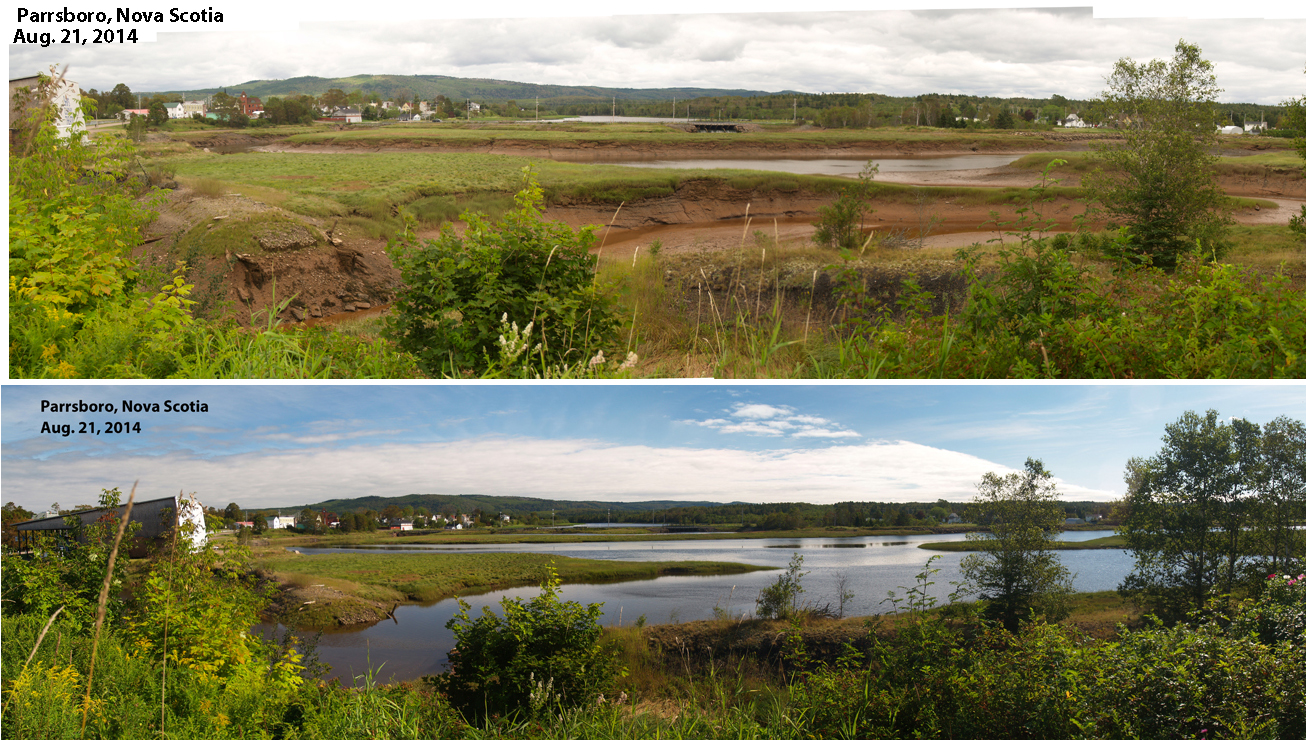 Parrsboro, Nova Scotia
Aug. 21, 2014
Parrsboro, Nova Scotia
Aug. 21, 2014